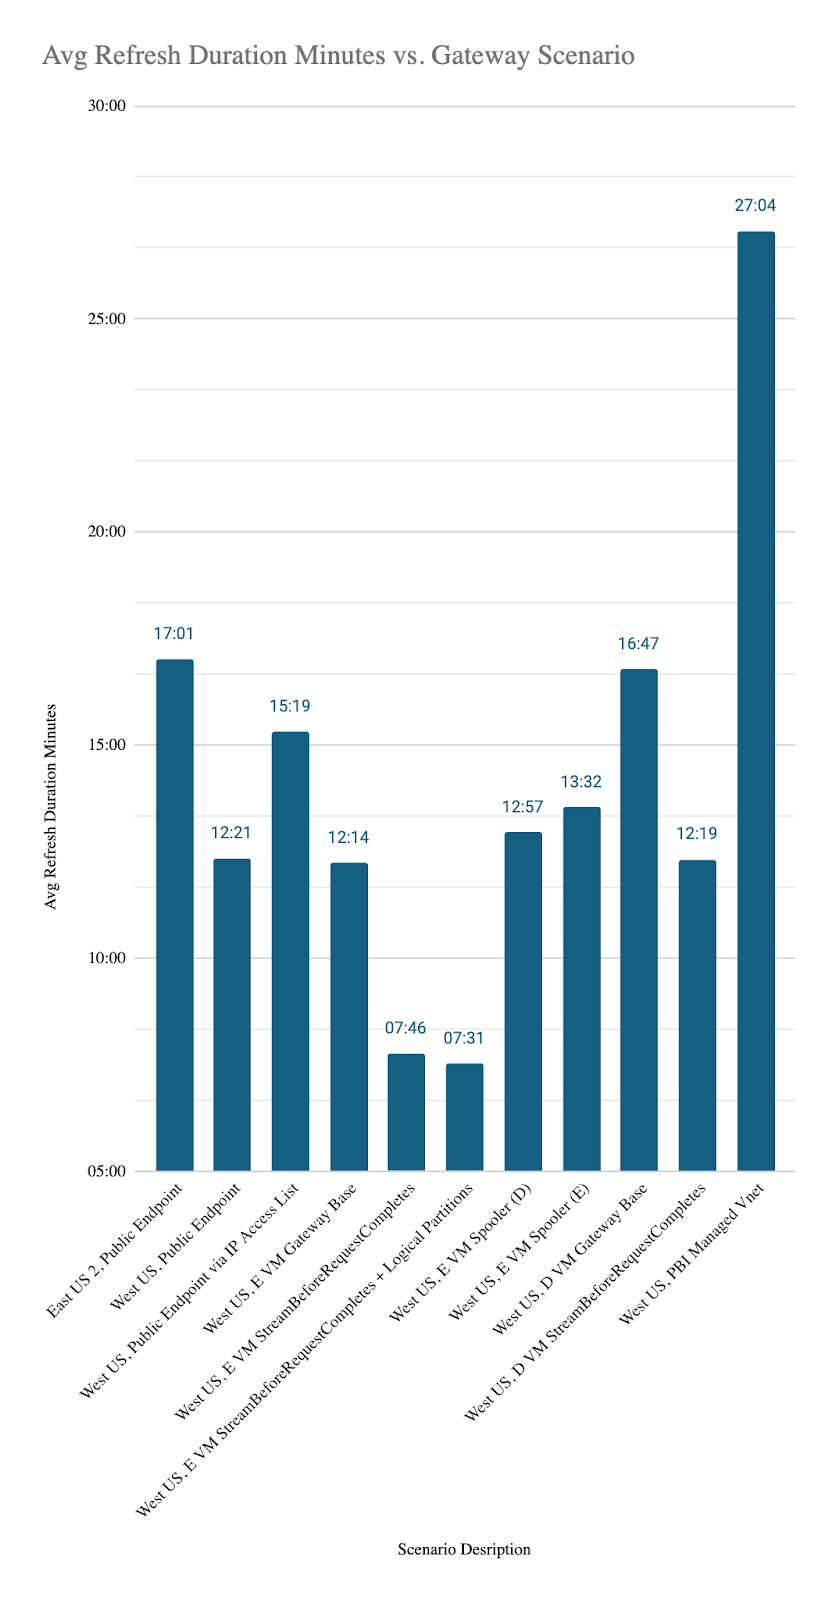 Avg Refresh Duration Minutes vs. Gateway Scenario
30:00
25:00
20:00
15:00
10:00
05:00
Avg Refresh Duration Minutes
17:01
12:21
15:19
12:14
07:46
07:31
12:57
13:32
16:47
12:19
27:04
East US 2, Public Endpoint
West US, Public Endpoint
West US, Public Endpoint via IP Access List
West US, E VM Gateway Base
West US, E VM StreamBeforeRequestCompletes
West US, E VM StreamBeforeRequestCompletes + Logical Partitions
West US, E VM Spooler (D)
West US, E VM Spooler (E)
West US, D VM Gateway Base
West US, D VM StreamBeforeRequestCompletes
West US, PBI Managed Vnet
Scenario Desription